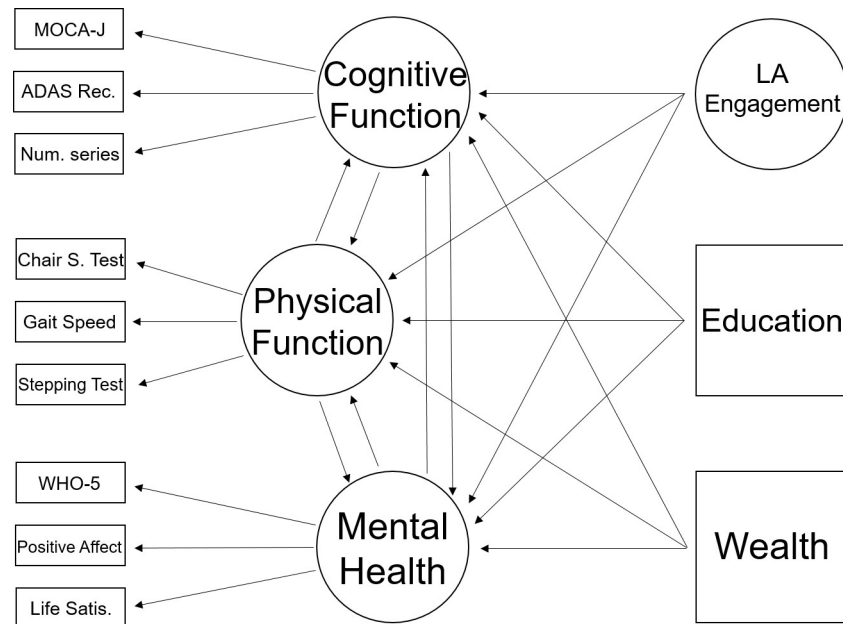 MOCA-J
ADAS Rec.
Num. series
Cognitive
Function
LA
Engagement
Chair S. Test
Gait Speed
Stepping Test
Physical
Function
Education
WHO-5
Positive Affect
Life Satis.
Mental
Health
Wealth